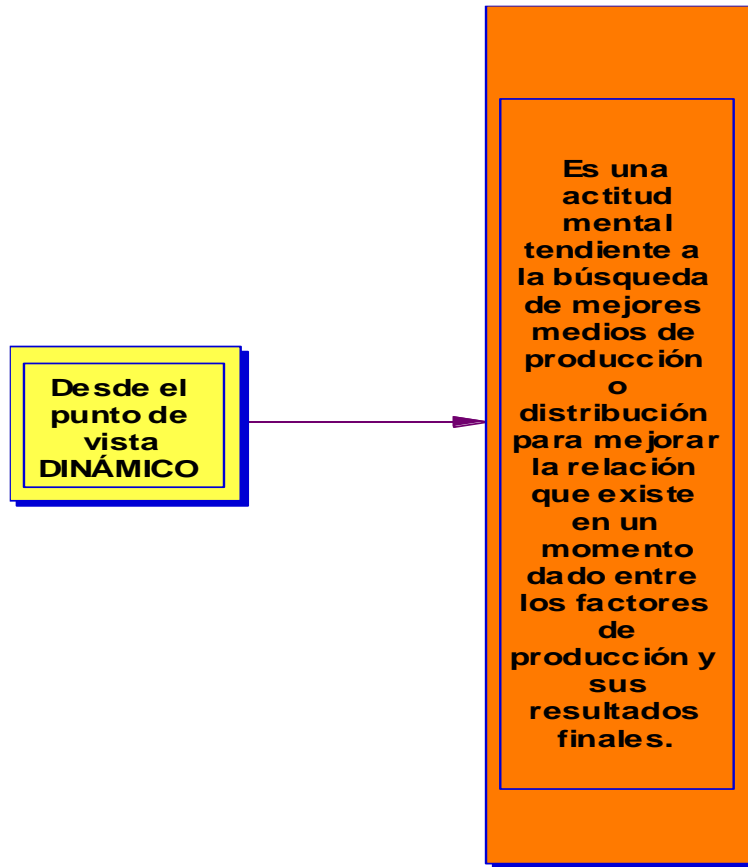 Desde el
punto de
vista
DINÁMICO
Es una
actitud
mental
tendiente a
la búsqueda
de mejores
medios de
producción
o
distribución
para mejorar
la relación
que existe
en un
momento
dado entre
los factores
de
producción y
sus
resultados
finales.